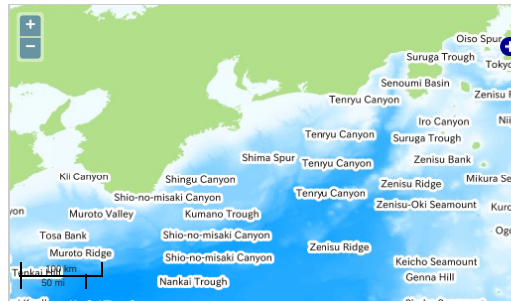 +
−
Oiso Spur
Suruga Trough
Tokyo
Senoumi Basin
Zenisu
Tenryu Canyon
Iro Canyon
Tenryu Canyon
Suruga Trough
Shima Spur
Tenryu Canyon
Zenisu Bank
Kii Canyon
Shingu Canyon
Mikura
Zenisu Ridge
Shio-no-misaki Canyon
Tenryu Canyon
Zenisu-Oki Seamount
Muroto Valley
Kumano Trough
Tosa Bank
Shio-no-misaki Canyon
Zenisu Ridge
Muroto Ridge
Shio-no-misaki Canyon
Keicho Seamount
100 km
Genna Hill
50 mi
Nankai Trough